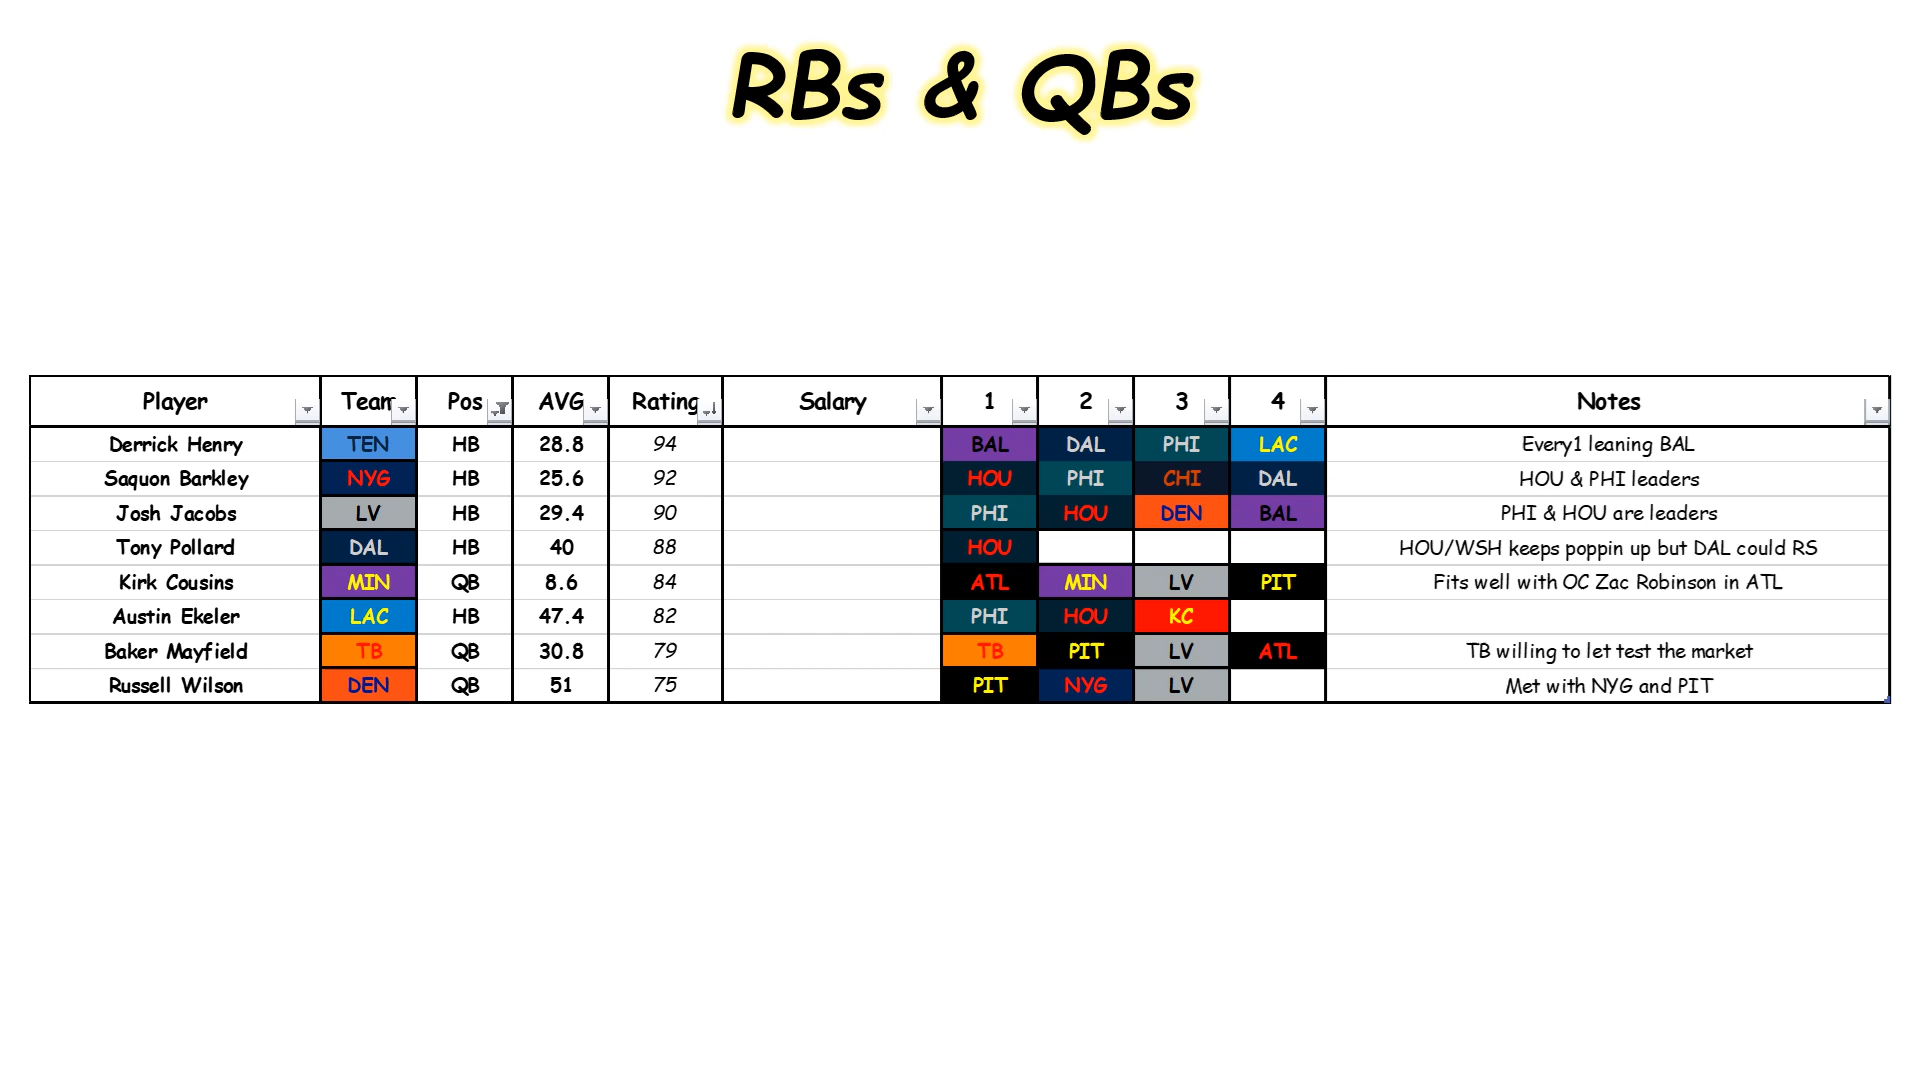 RBs & QBs
Player Team Pos AVG Rating Salary 1 2 3 4 Notes
Derrick Henry TEN HB 28.8 94 BAL DAL PHI LAC Every1 leaning BAL
Saquon Barkley NYG HB 25.6 92 HOU PHI CHI DAL HOU & PHI leaders
Josh Jacobs LV HB 29.4 90 PHI HOU DEN BAL PHI & HOU are leaders
Tony Pollard DAL HB 40 88 HOU HOU/WSH keeps poppin up but DAL could RS
Kirk Cousins MIN QB 8.6 84 ATL MIN LV PIT Fits well with OC Zac Robinson in ATL
Austin Ekeler LAC HB 47.4 82 PHI HOU KC
Baker Mayfield TB QB 30.8 79 TB PIT LV ATL TB willing to let test the market
Russell Wilson DEN QB 51 75 PIT NYG LV Met with NYG and PIT